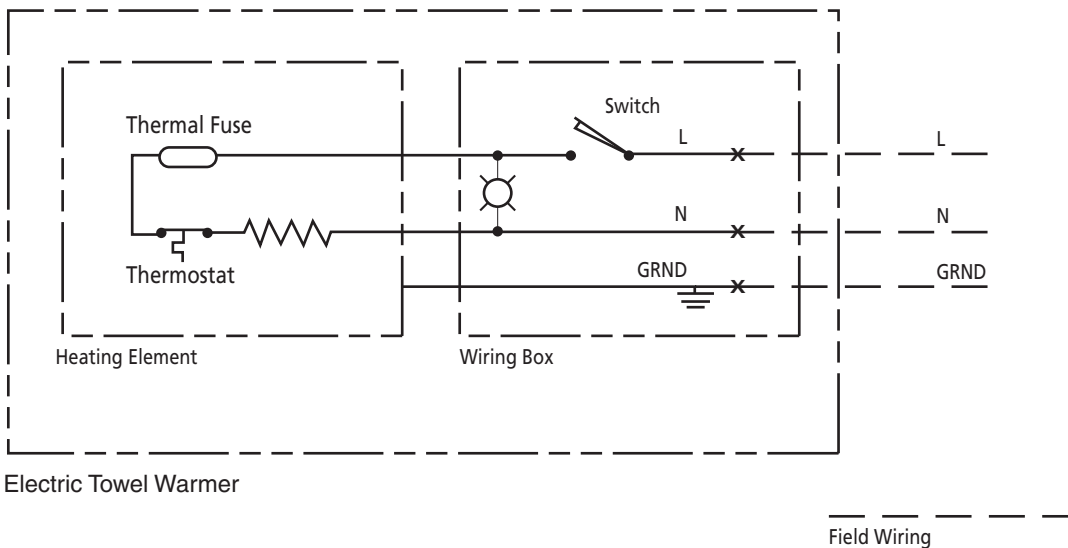 Switch
Thermal Fuse
L
L
N
N
GRND
GRND
Thermostat
Heating Element
Wiring Box
Electric Towel Warmer
Field Wiring